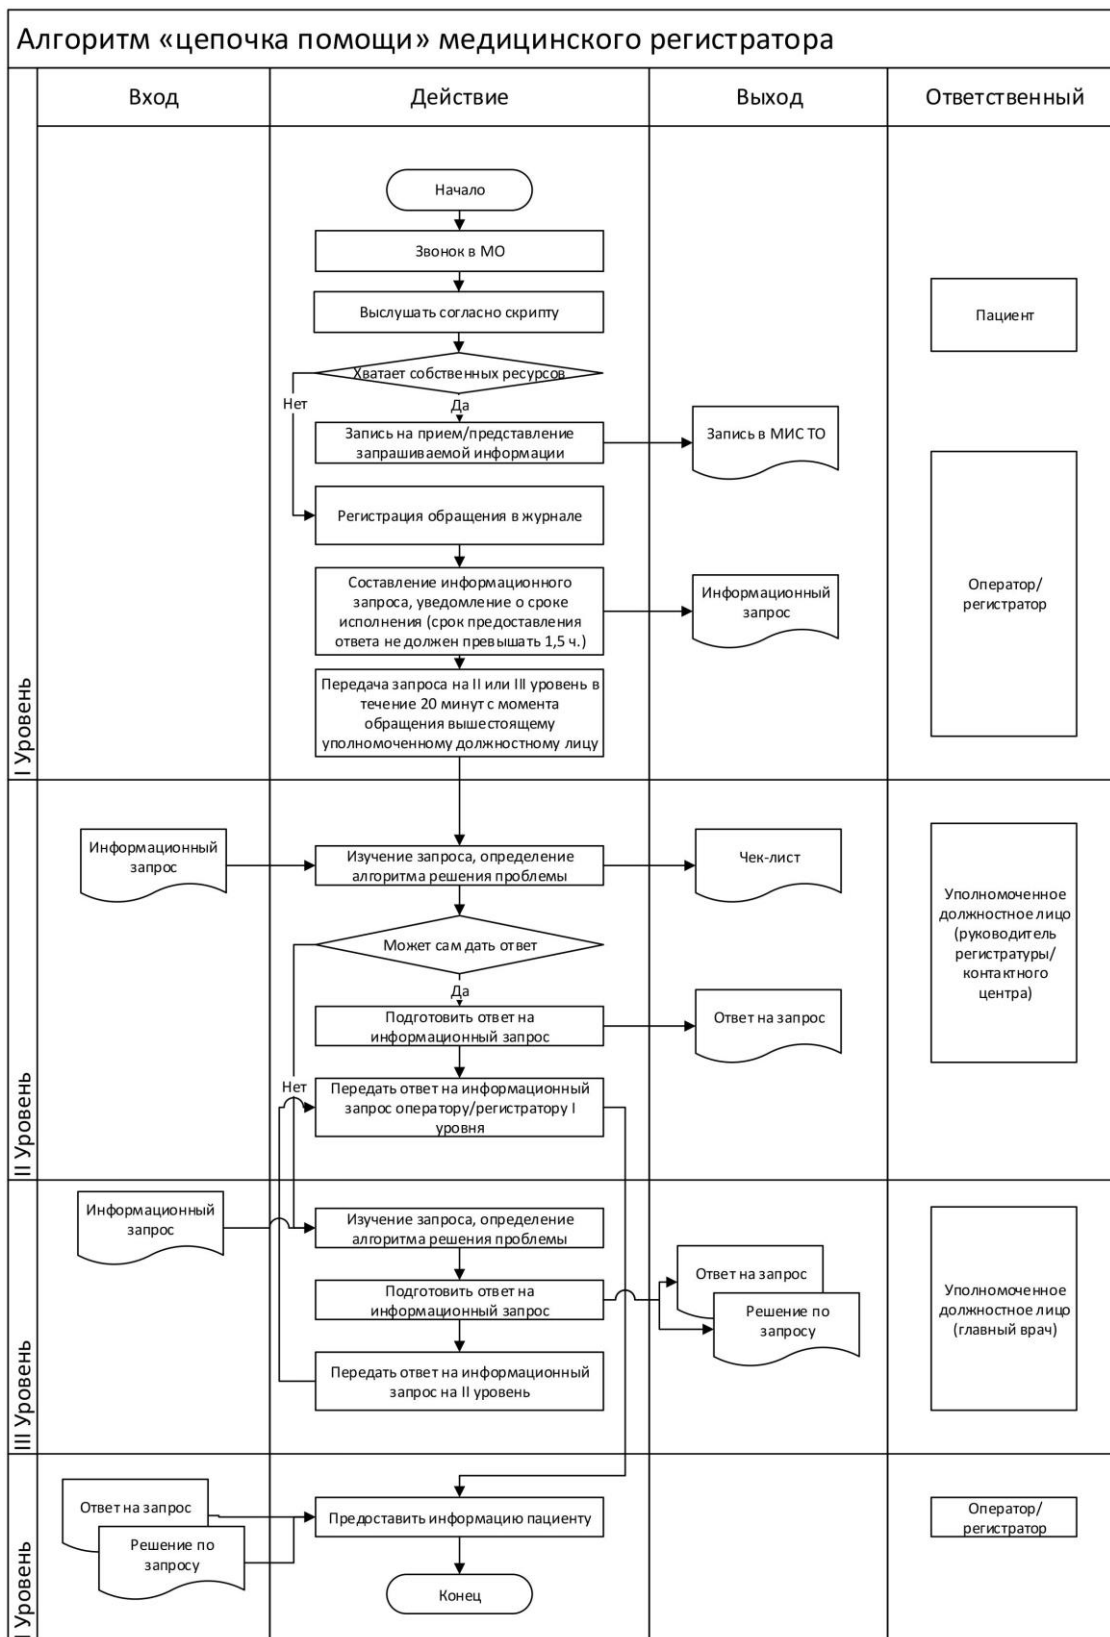 Алгоритм «цепочка помощи» медицинского регистратора
Вход
Действие
Выход
Ответственный
I Уровень
Начало
Звонок в МО
Выслушать согласно скрипту
Пациент
Хватает собственных ресурсов
Нет
Да
Запись на прием/представление
запрашиваемой информации
Запись в МИС ТО
Регистрация обращения в журнале
Составление информационного
запроса, уведомление о сроке
исполнения (срок предоставления
ответа не должен превышать 1,5 ч.)
Информационный
запрос
Оператор/
регистратор
Передача запроса на II или III уровень в
течение 20 минут с момента
обращения вышестоящему
уполномоченному должностному лицу
II Уровень
Информационный
запрос
Изучение запроса, определение
алгоритма решения проблемы
Чек-лист
Уполномоченное
должностное лицо
(руководитель
регистратуры/
контактного
центра)
Может сам дать ответ
Да
Подготовить ответ на
информационный запрос
Ответ на запрос
Нет
Передать ответ на информационный
запрос оператору/регистратору I
уровня
III Уровень
Информационный
запрос
Изучение запроса, определение
алгоритма решения проблемы
Подготовить ответ на
информационный запрос
Ответ на запрос
Решение по
запросу
Уполномоченное
должностное лицо
(главный врач)
Передать ответ на информационный
запрос на II уровень
I Уровень
Ответ на запрос
Решение по
запросу
Предоставить информацию пациенту
Оператор/
регистратор
Конец